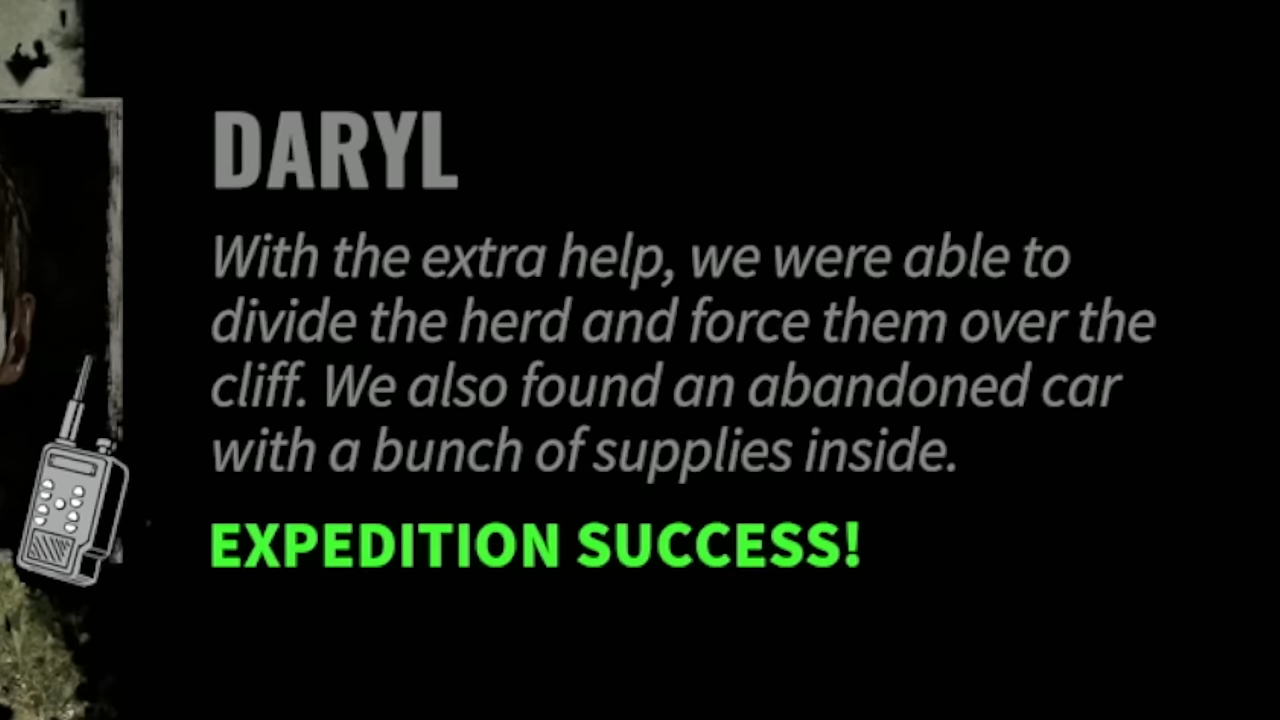 DARYL
With the extra help, we were able to
divide the herd and force them over the
cliff. We also found an abandoned car
with a bunch of supplies inside.
EXPEDITION SUCCESS!